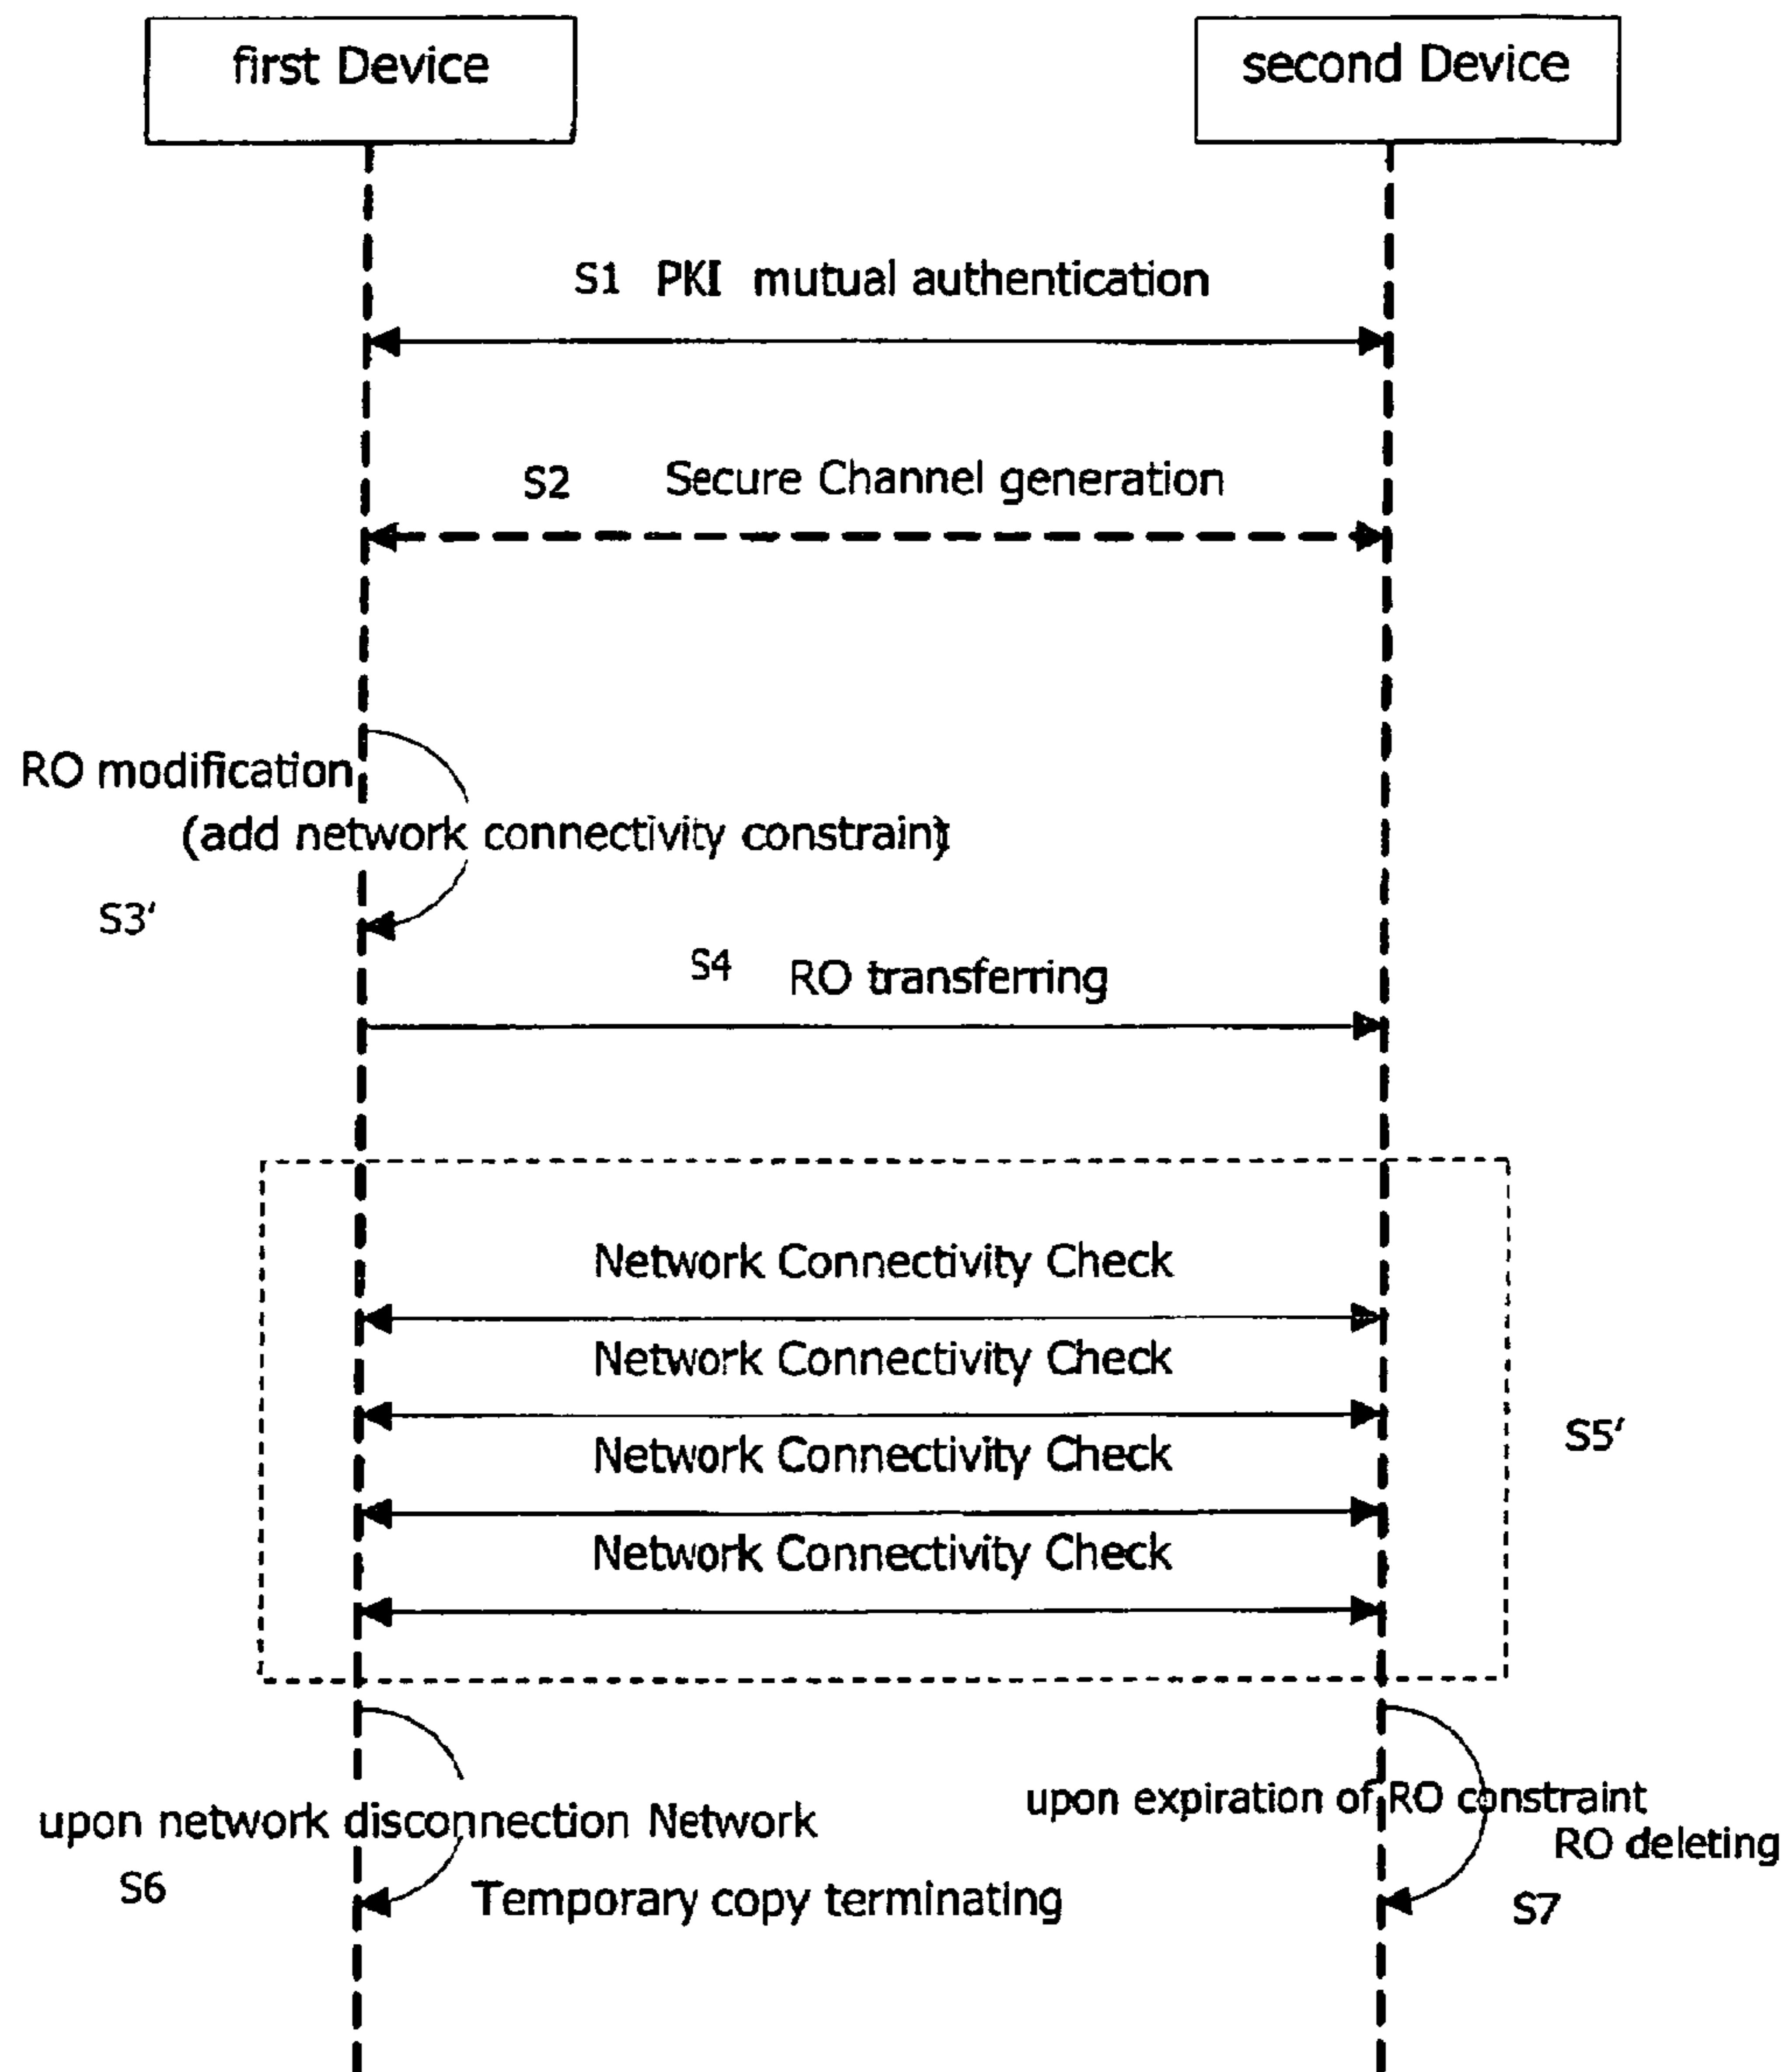 first Device
second Device
S1 PKI mutual authentication
S2 Secure Channel generation
RO modification
(add network connectivity constraint)
S3'
S4 RO transferring
Network Connectivity Check
Network Connectivity Check
Network Connectivity Check
Network Connectivity Check
S5'
upon network disconnection Network
Temporary copy terminating
S6
upon expiration of RO constraint
RO deleting
S7